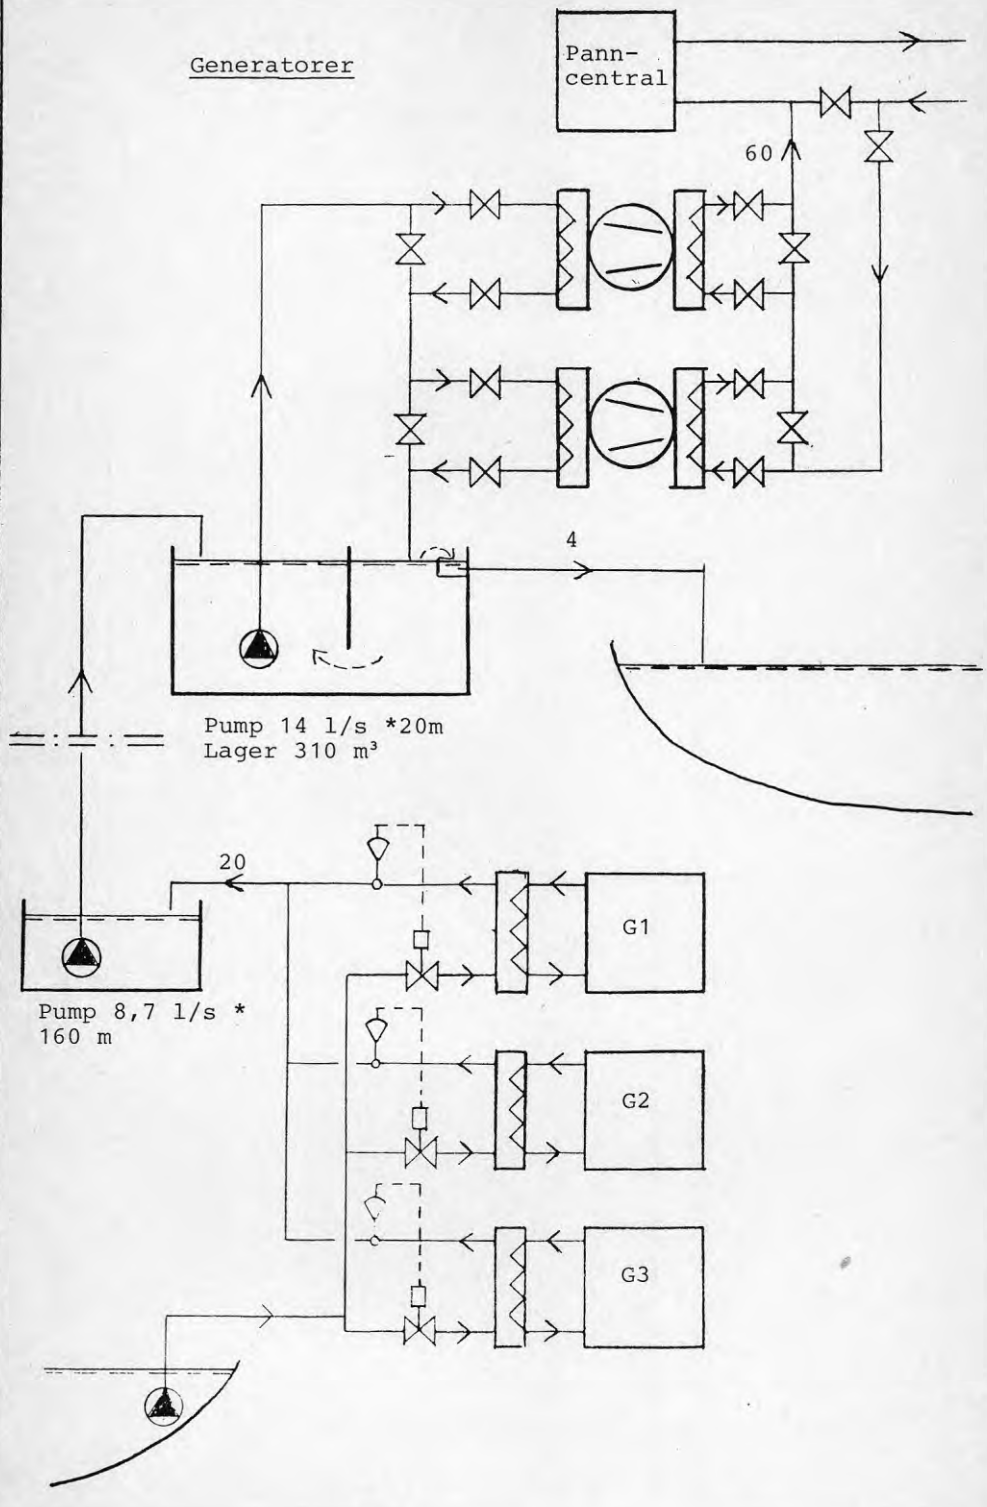 Generatorer
Pann-
central
60
4
Pump 14 l/s *20m
Lager 310 m³
20
G1
Pump 8,7 l/s *
160 m
G2
G3